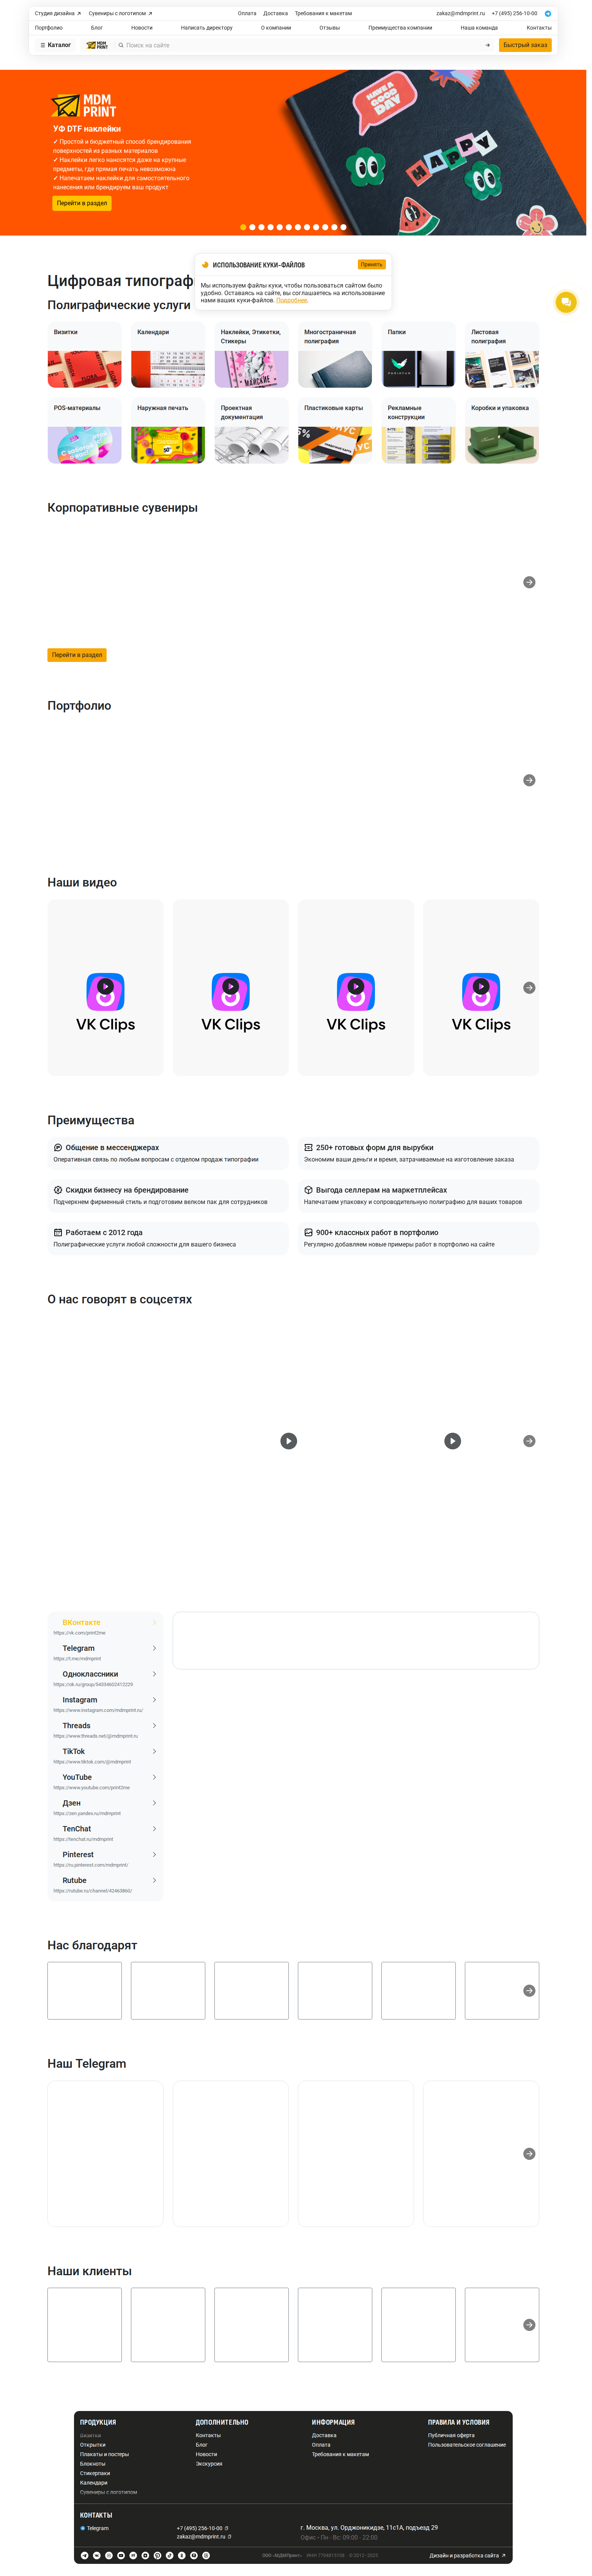 Студия дизайна
Сувениры с логотипом
Оплата
Доставка
Требования к макетам
zakaz@mdmprint.ru
+7 (495) 256-10-00
Портфолио
Блог
Новости
Написать директору
О компании
Отзывы
Преимущества компании
Наша команда
Контакты
Каталог
MDM PRINT
Поиск на сайте
Быстрый заказ
MDM
PRINT
УФ DTF наклейки
✓ Простой и бюджетный способ брендирования
поверхностей из разных материалов
✓ Наклейки легко наносятся даже на крупные
предметы, где прямая печать невозможна
✓ Напечатаем наклейки для самостоятельного
нанесения или брендируем ваш продукт
Перейти в раздел
HAVE A GOOD DAY
HAPPY
ИСПОЛЬЗОВАНИЕ КУКИ-ФАЙЛОВ
Принять
Мы используем файлы куки, чтобы пользоваться сайтом было
удобно. Оставаясь на сайте, вы соглашаетесь на использование
нами ваших куки-файлов. Подробнее.
Цифровая типогра
Полиграфические услуги
Визитки
Календари
Наклейки, Этикетки,
Стикеры
Многостраничная
полиграфия
Папки
Листовая
полиграфия
POS-материалы
Наружная печать
Проектная
документация
Пластиковые карты
Рекламные
конструкции
Коробки и упаковка
Корпоративные сувениры
Перейти в раздел
Портфолио
Наши видео
VK Clips
VK Clips
VK Clips
VK Clips
Преимущества
Общение в мессенджерах
Оперативная связь по любым вопросам с отделом продаж типографии
250+ готовых форм для вырубки
Экономим ваши деньги и время, затрачиваемые на изготовление заказа
Скидки бизнесу на брендирование
Подчеркнем фирменный стиль и подготовим велком пак для сотрудников
Выгода селлерам на маркетплейсах
Напечатаем упаковку и сопроводительную полиграфию для ваших товаров
Работаем с 2012 года
Полиграфические услуги любой сложности для вашего бизнеса
900+ классных работ в портфолио
Регулярно добавляем новые примеры работ в портфолио на сайте
О нас говорят в соцсетях
ВКонтакте
https://vk.com/print2me
Telegram
https://t.me/mdmprint
Одноклассники
https://ok.ru/group/54334602412229
Instagram
https://www.instagram.com/mdmprint.ru/
Threads
https://www.threads.net/@mdmprint.ru
TikTok
https://www.tiktok.com/@mdmprint
YouTube
https://www.youtube.com/print2me
Дзен
https://zen.yandex.ru/mdmprint
TenChat
https://tenchat.ru/mdmprint
Pinterest
https://ru.pinterest.com/mdmprint/
Rutube
https://rutube.ru/channel/42463860/
Нас благодарят
Наш Telegram
Наши клиенты
ПРОДУКЦИЯ
Визитки
Открытки
Плакаты и постеры
Блокноты
Стикерпаки
Календари
Сувениры с логотипом
ДОПОЛНИТЕЛЬНО
Контакты
Блог
Новости
Экскурсия
ИНФОРМАЦИЯ
Доставка
Оплата
Требования к макетам
ПРАВИЛА И УСЛОВИЯ
Публичная оферта
Пользовательское соглашение
КОНТАКТЫ
Telegram
+7 (495) 256-10-00
zakaz@mdmprint.ru
г. Москва, ул. Орджоникидзе, 11с1А, подъезд 29
Офис • Пн - Вс: 09:00 - 22:00
ООО «МДМПринт»
© 2012–2025
Дизайн и разработка сайта